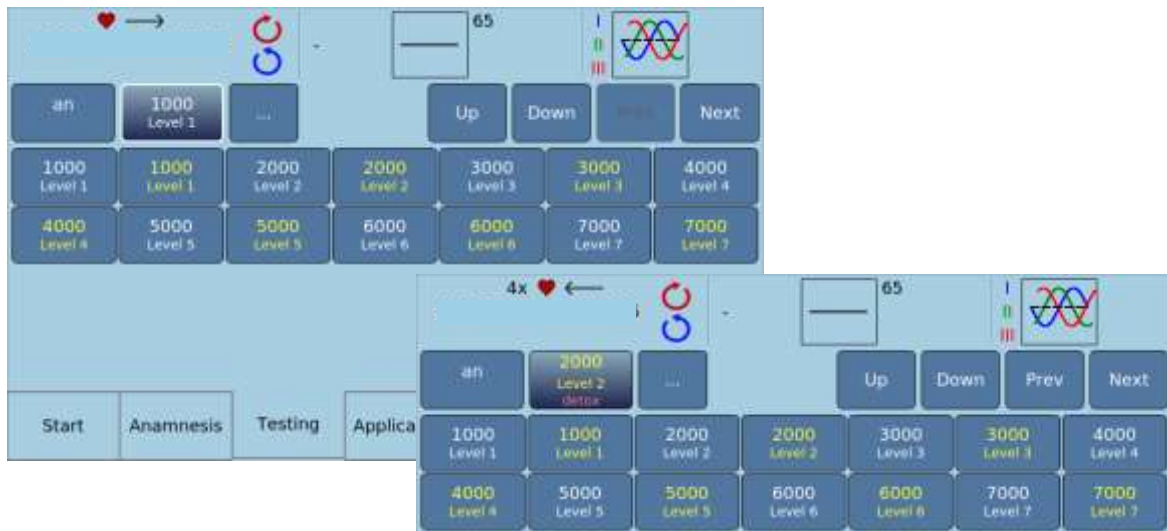 65
I
II
III
an
1000
Level 1
...
Up Down Next
1000 1000 2000 2000 3000 3000 4000
Level 1 Level 1 Level 2 Level 2 Level 3 Level 3 Level 4
4000 5000 5000 6000 6000 7000 7000
Level 4 Level 5 Level 5 Level 6 Level 6 Level 7 Level 7
Start Anamnesis Testing Applica
4x
65
I
II
III
an
2000
Level 2
detox
...
Up Down Prev Next
1000 1000 2000 2000 3000 3000 4000
Level 1 Level 1 Level 2 Level 2 Level 3 Level 3 Level 4
4000 5000 5000 6000 6000 7000 7000
Level 4 Level 5 Level 5 Level 6 Level 6 Level 7 Level 7